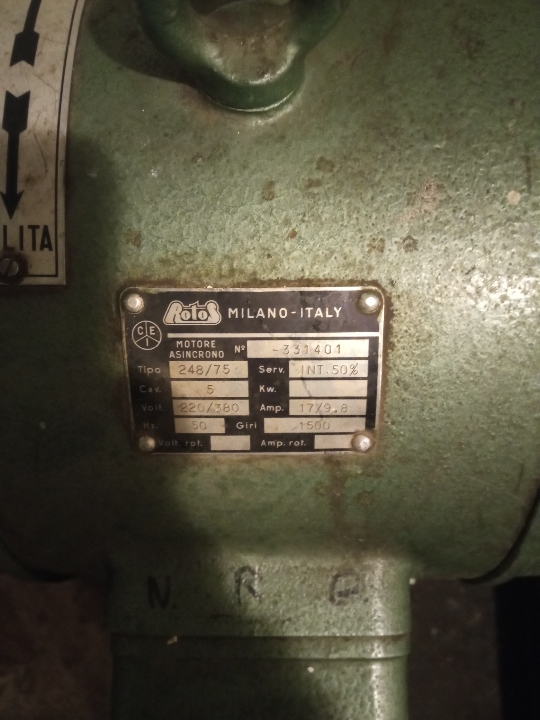 LITA
RotoS MILANO-ITALY
CEI
MOTORE
ASINCRONO Nº -331401
Tipo 248/75 Serv. INT.50%
Cav. 5 Kw.
Volt. 220/380 Amp. 17/9,8
Hz. 50 Giri 1500
Volt rot. Amp.rot.
N. R